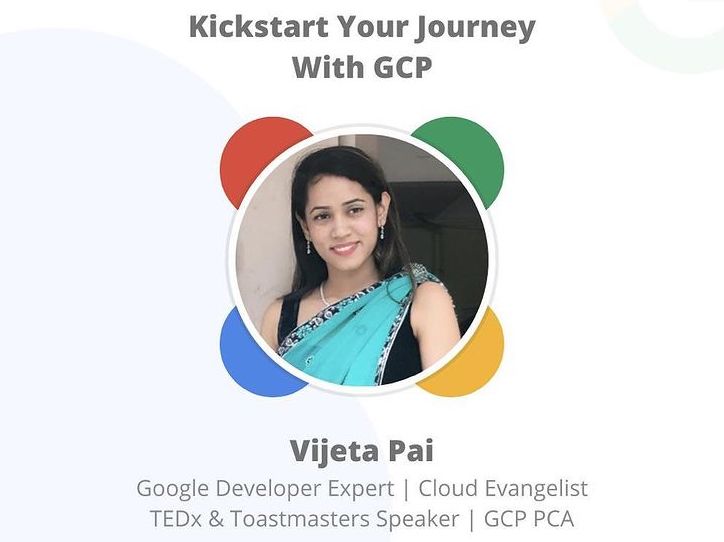 Kickstart Your Journey
With GCP
Vijeta Pai
Google Developer Expert | Cloud Evangelist
TEDx & Toastmasters Speaker | GCP PCA